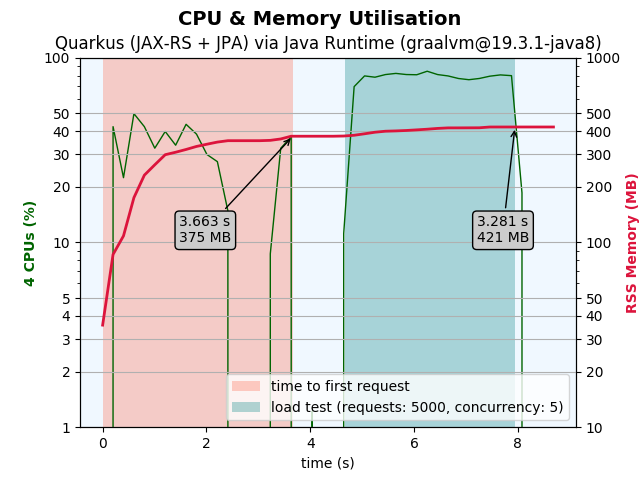 CPU & Memory Utilisation
Quarkus (JAX-RS + JPA) via Java Runtime (graalvm@19.3.1-java8)
100
50
40
30
20
10
5
4
3
2
1
4 CPUs (%)
1000
500
400
300
200
100
50
40
30
20
10
RSS Memory (MB)
3.663 s
375 MB
3.281 s
421 MB
time to first request
load test (requests: 5000, concurrency: 5)
0 2 4 6 8
time (s)